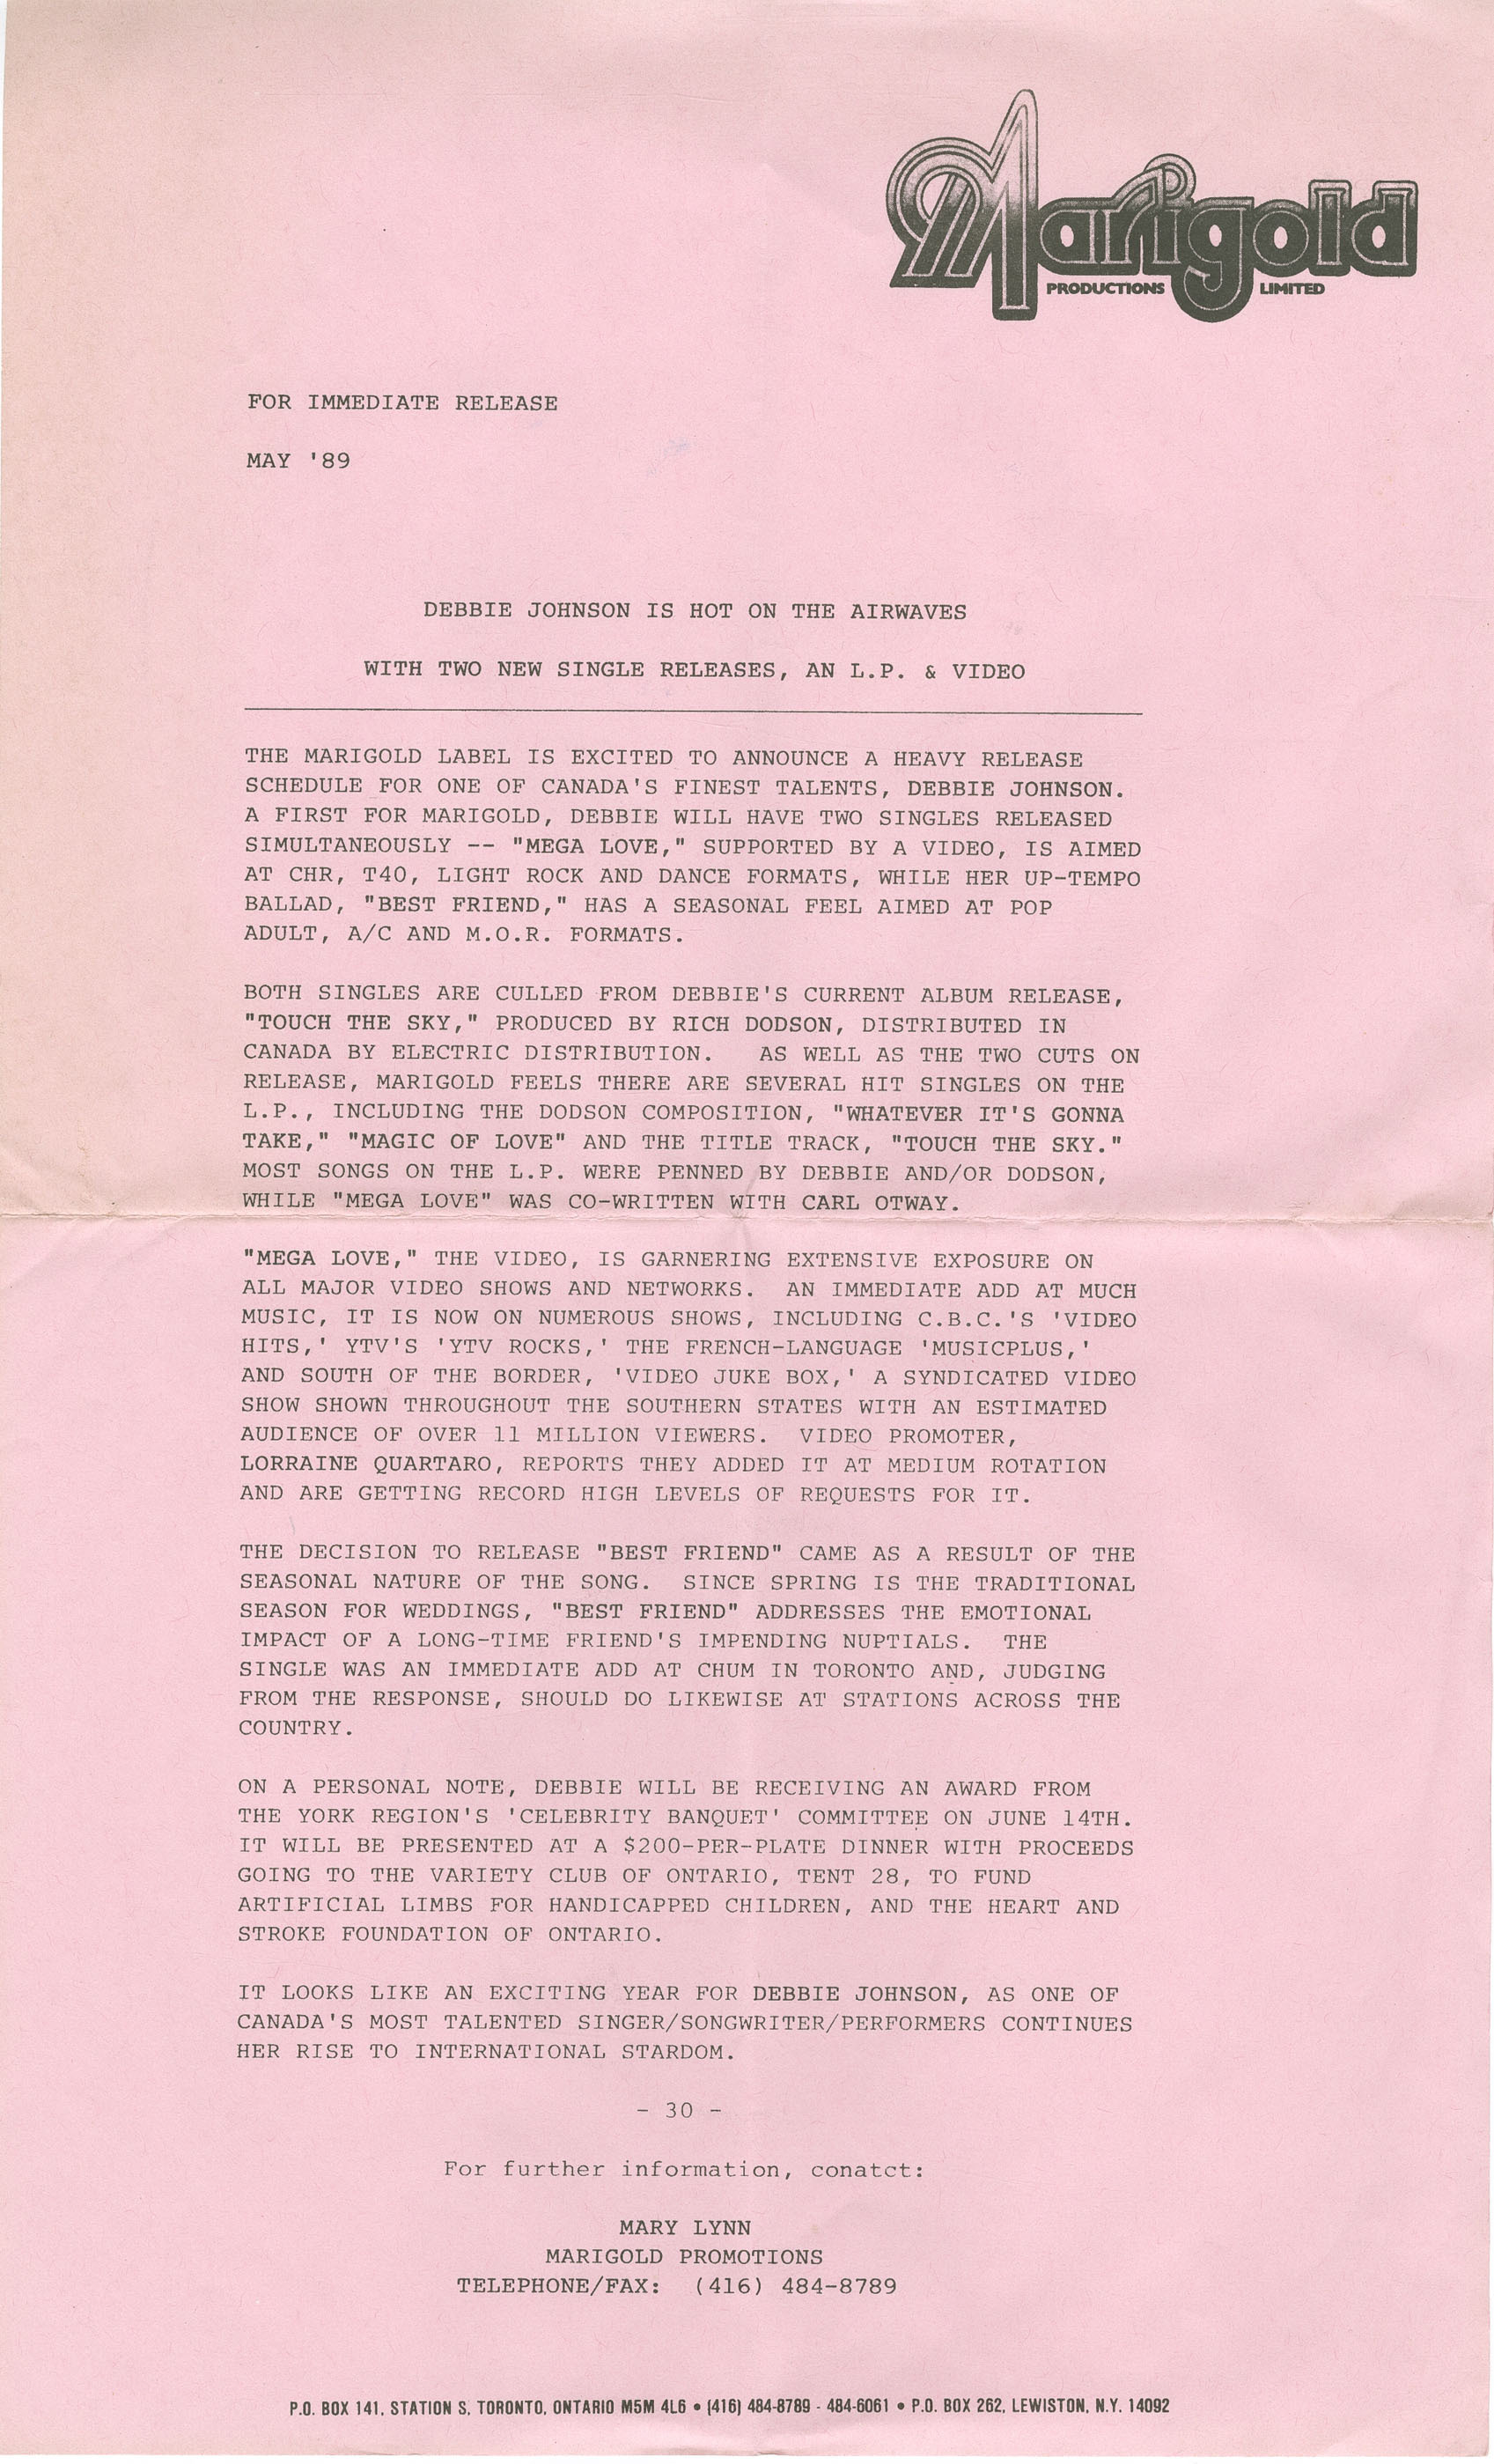 Marigold
PRODUCTIONS LIMITED
FOR IMMEDIATE RELEASE
MAY '89
DEBBIE JOHNSON IS HOT ON THE AIRWAVES
WITH TWO NEW SINGLE RELEASES, AN L.P. & VIDEO
THE MARIGOLD LABEL IS EXCITED TO ANNOUNCE A HEAVY RELEASE
SCHEDULE FOR ONE OF CANADA'S FINEST TALENTS, DEBBIE JOHNSON.
A FIRST FOR MARIGOLD, DEBBIE WILL HAVE TWO SINGLES RELEASED
SIMULTANEOUSLY -- "MEGA LOVE," SUPPORTED BY A VIDEO, IS AIMED
AT CHR, T40, LIGHT ROCK AND DANCE FORMATS, WHILE HER UP-TEMPO
BALLAD, "BEST FRIEND," HAS A SEASONAL FEEL AIMED AT POP
ADULT, A/C AND M.O.R. FORMATS.
BOTH SINGLES ARE CULLED FROM DEBBIE'S CURRENT ALBUM RELEASE,
"TOUCH THE SKY," PRODUCED BY RICH DODSON, DISTRIBUTED IN
CANADA BY ELECTRIC DISTRIBUTION.   AS WELL AS THE TWO CUTS ON
RELEASE, MARIGOLD FEELS THERE ARE SEVERAL HIT SINGLES ON THE
L.P., INCLUDING THE DODSON COMPOSITION, "WHATEVER IT'S GONNA
TAKE," "MAGIC OF LOVE" AND THE TITLE TRACK, "TOUCH THE SKY."
MOST SONGS ON THE L.P. WERE PENNED BY DEBBIE AND/OR DODSON,
WHILE "MEGA LOVE" WAS CO-WRITTEN WITH CARL OTWAY.
"MEGA LOVE," THE VIDEO, IS GARNERING EXTENSIVE EXPOSURE ON
ALL MAJOR VIDEO SHOWS AND NETWORKS.  AN IMMEDIATE ADD AT MUCH
MUSIC, IT IS NOW ON NUMEROUS SHOWS, INCLUDING C.B.C.'S 'VIDEO
HITS,' YTV'S 'YTV ROCKS,' THE FRENCH-LANGUAGE 'MUSICPLUS,'
AND SOUTH OF THE BORDER, 'VIDEO JUKE BOX,' A SYNDICATED VIDEO
SHOW SHOWN THROUGHOUT THE SOUTHERN STATES WITH AN ESTIMATED
AUDIENCE OF OVER 11 MILLION VIEWERS.  VIDEO PROMOTER,
LORRAINE QUARTARO, REPORTS THEY ADDED IT AT MEDIUM ROTATION
AND ARE GETTING RECORD HIGH LEVELS OF REQUESTS FOR IT.
THE DECISION TO RELEASE "BEST FRIEND" CAME AS A RESULT OF THE
SEASONAL NATURE OF THE SONG.  SINCE SPRING IS THE TRADITIONAL
SEASON FOR WEDDINGS, "BEST FRIEND" ADDRESSES THE EMOTIONAL
IMPACT OF A LONG-TIME FRIEND'S IMPENDING NUPTIALS.  THE
SINGLE WAS AN IMMEDIATE ADD AT CHUM IN TORONTO AND, JUDGING
FROM THE RESPONSE, SHOULD DO LIKEWISE AT STATIONS ACROSS THE
COUNTRY.
ON A PERSONAL NOTE, DEBBIE WILL BE RECEIVING AN AWARD FROM
THE YORK REGION'S 'CELEBRITY BANQUET' COMMITTEE ON JUNE 14TH.
IT WILL BE PRESENTED AT A $200-PER-PLATE DINNER WITH PROCEEDS
GOING TO THE VARIETY CLUB OF ONTARIO, TENT 28, TO FUND
ARTIFICIAL LIMBS FOR HANDICAPPED CHILDREN, AND THE HEART AND
STROKE FOUNDATION OF ONTARIO.
IT LOOKS LIKE AN EXCITING YEAR FOR DEBBIE JOHNSON, AS ONE OF
CANADA'S MOST TALENTED SINGER/SONGWRITER/PERFORMERS CONTINUES
HER RISE TO INTERNATIONAL STARDOM.
- 30 -
For further information, conatct:
MARY LYNN
MARIGOLD PROMOTIONS
TELEPHONE/FAX:  (416) 484-8789
P.O. BOX 141, STATION S, TORONTO, ONTARIO M5M 4L6 • (416) 484-8789 - 484-6061 • P.O. BOX 262, LEWISTON, N.Y. 14092